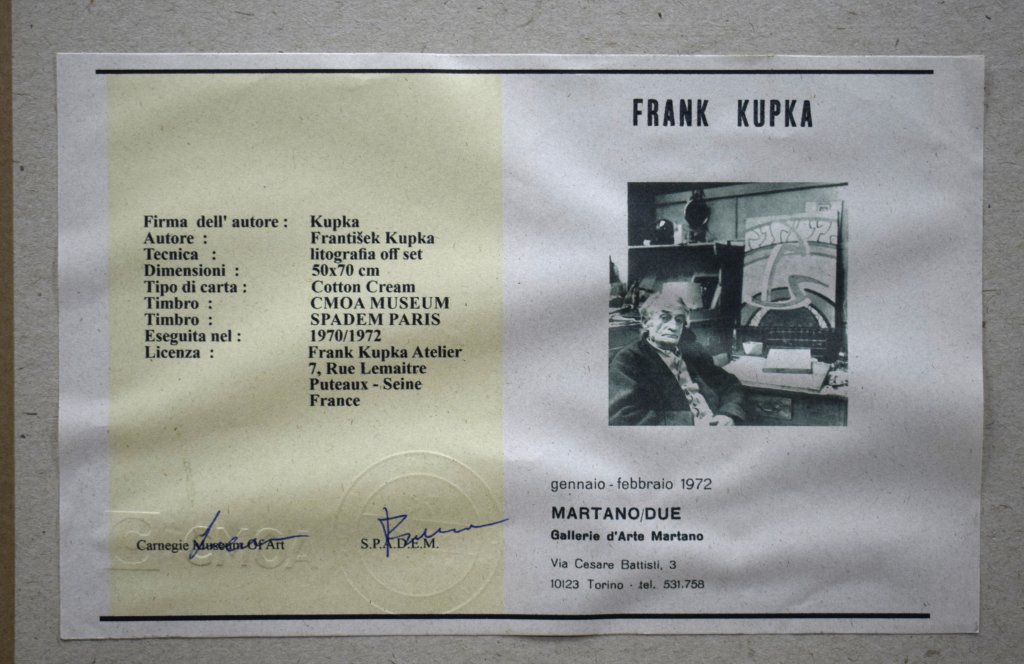 Firma dell' autore : Kupka
Autore : František Kupka
Tecnica : litografia off set
Dimensioni : 50x70 cm
Tipo di carta : Cotton Cream
Timbro : CMOA MUSEUM
Timbro : SPADEM PARIS
Eseguita nel : 1970/1972
Licenza : Frank Kupka Atelier
7, Rue Lemaitre
Puteaux - Seine
France
Carnegie Museum Of Art S.P.A.D.E.M.
CMOA
FRANK KUPKA
gennaio - febbraio 1972
MARTANO/DUE
Gallerie d'Arte Martano
Via Cesare Battisti, 3
10123 Torino - tel. 531.758